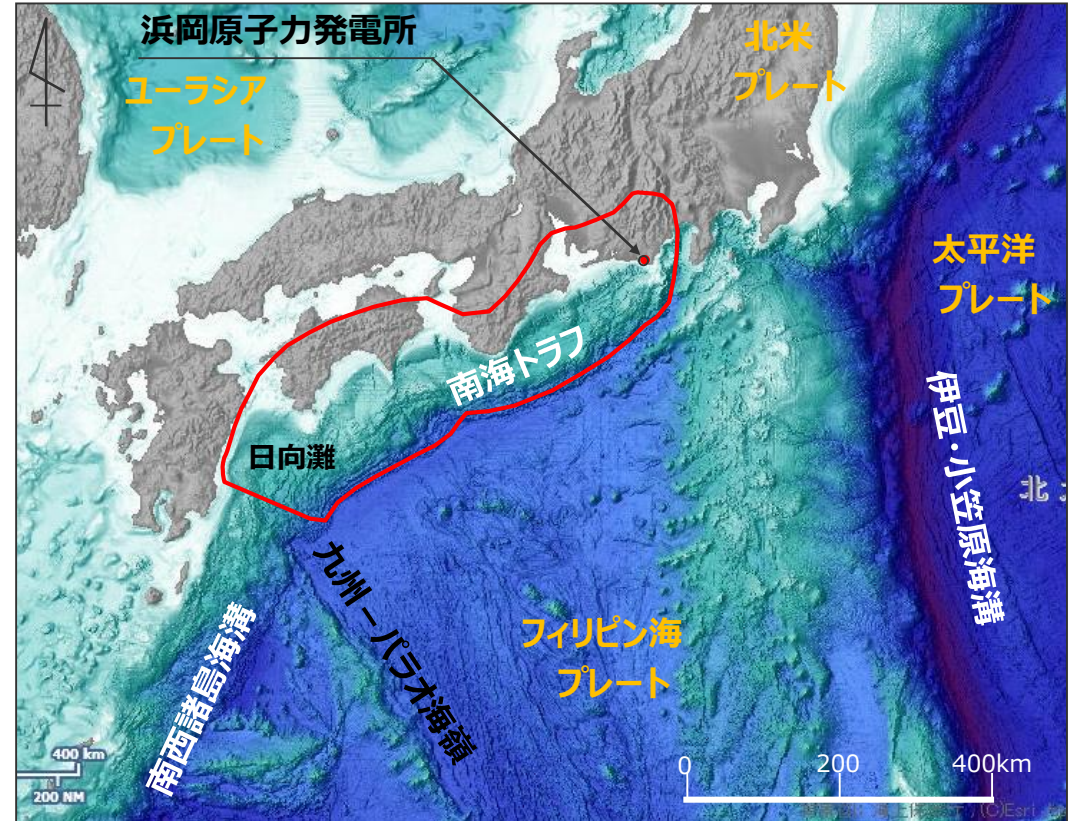 浜岡原子力発電所
北米
プレート
ユーラシア
プレート
太平洋
プレート
南海トラフ
伊豆・小笠原海溝
日向灘
北
九州－パラオ海嶺
フィリピン海
プレート
南西諸島海溝
400 km
200 NM
0 200 400km
(C)Esri